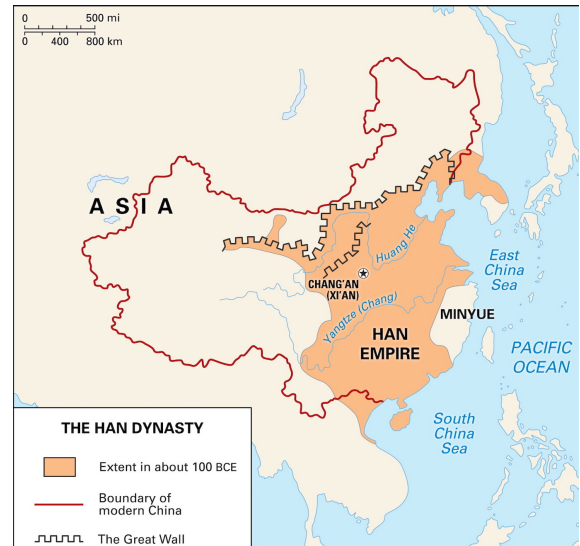 0 500 mi
0 400 800 km
ASIA
Huang He
CHANG'AN
(XI'AN)
East
China
Sea
Yangtze (Chang)
MINYUE
HAN
EMPIRE
PACIFIC
OCEAN
South
China
Sea
THE HAN DYNASTY
Extent in about 100 BCE
Boundary of
modern China
The Great Wall